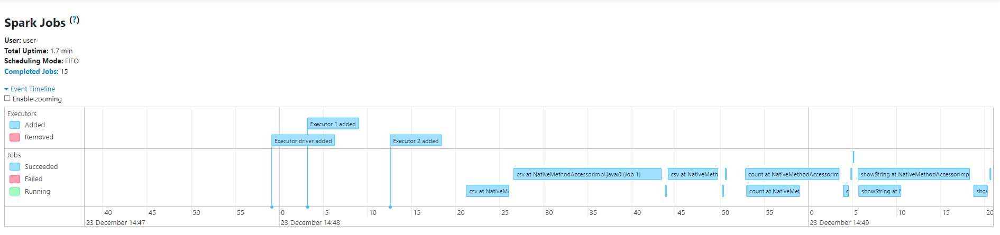 Spark Jobs (?)
User: user
Total Uptime: 1.7 min
Scheduling Mode: FIFO
Completed Jobs: 15
Event Timeline
Enable zooming
Executors
Added
Removed
Executor 1 added
Executor driver added
Executor 2 added
Jobs
Succeeded
Failed
Running
csv at NativeMethodAccessorImpl.java:0 (Job 1)
csv at NativeMeth
count at NativeMethodAccessorIm
showString at NativeMethodAccessorImp
csv at NativeM
count at NativeMet
c
showString at N
show
40 45 50 55 0 5 10 15 20 25 30 35 40 45 50 55 0 5 10 15 20
23 December 14:47 23 December 14:48 23 December 14:49